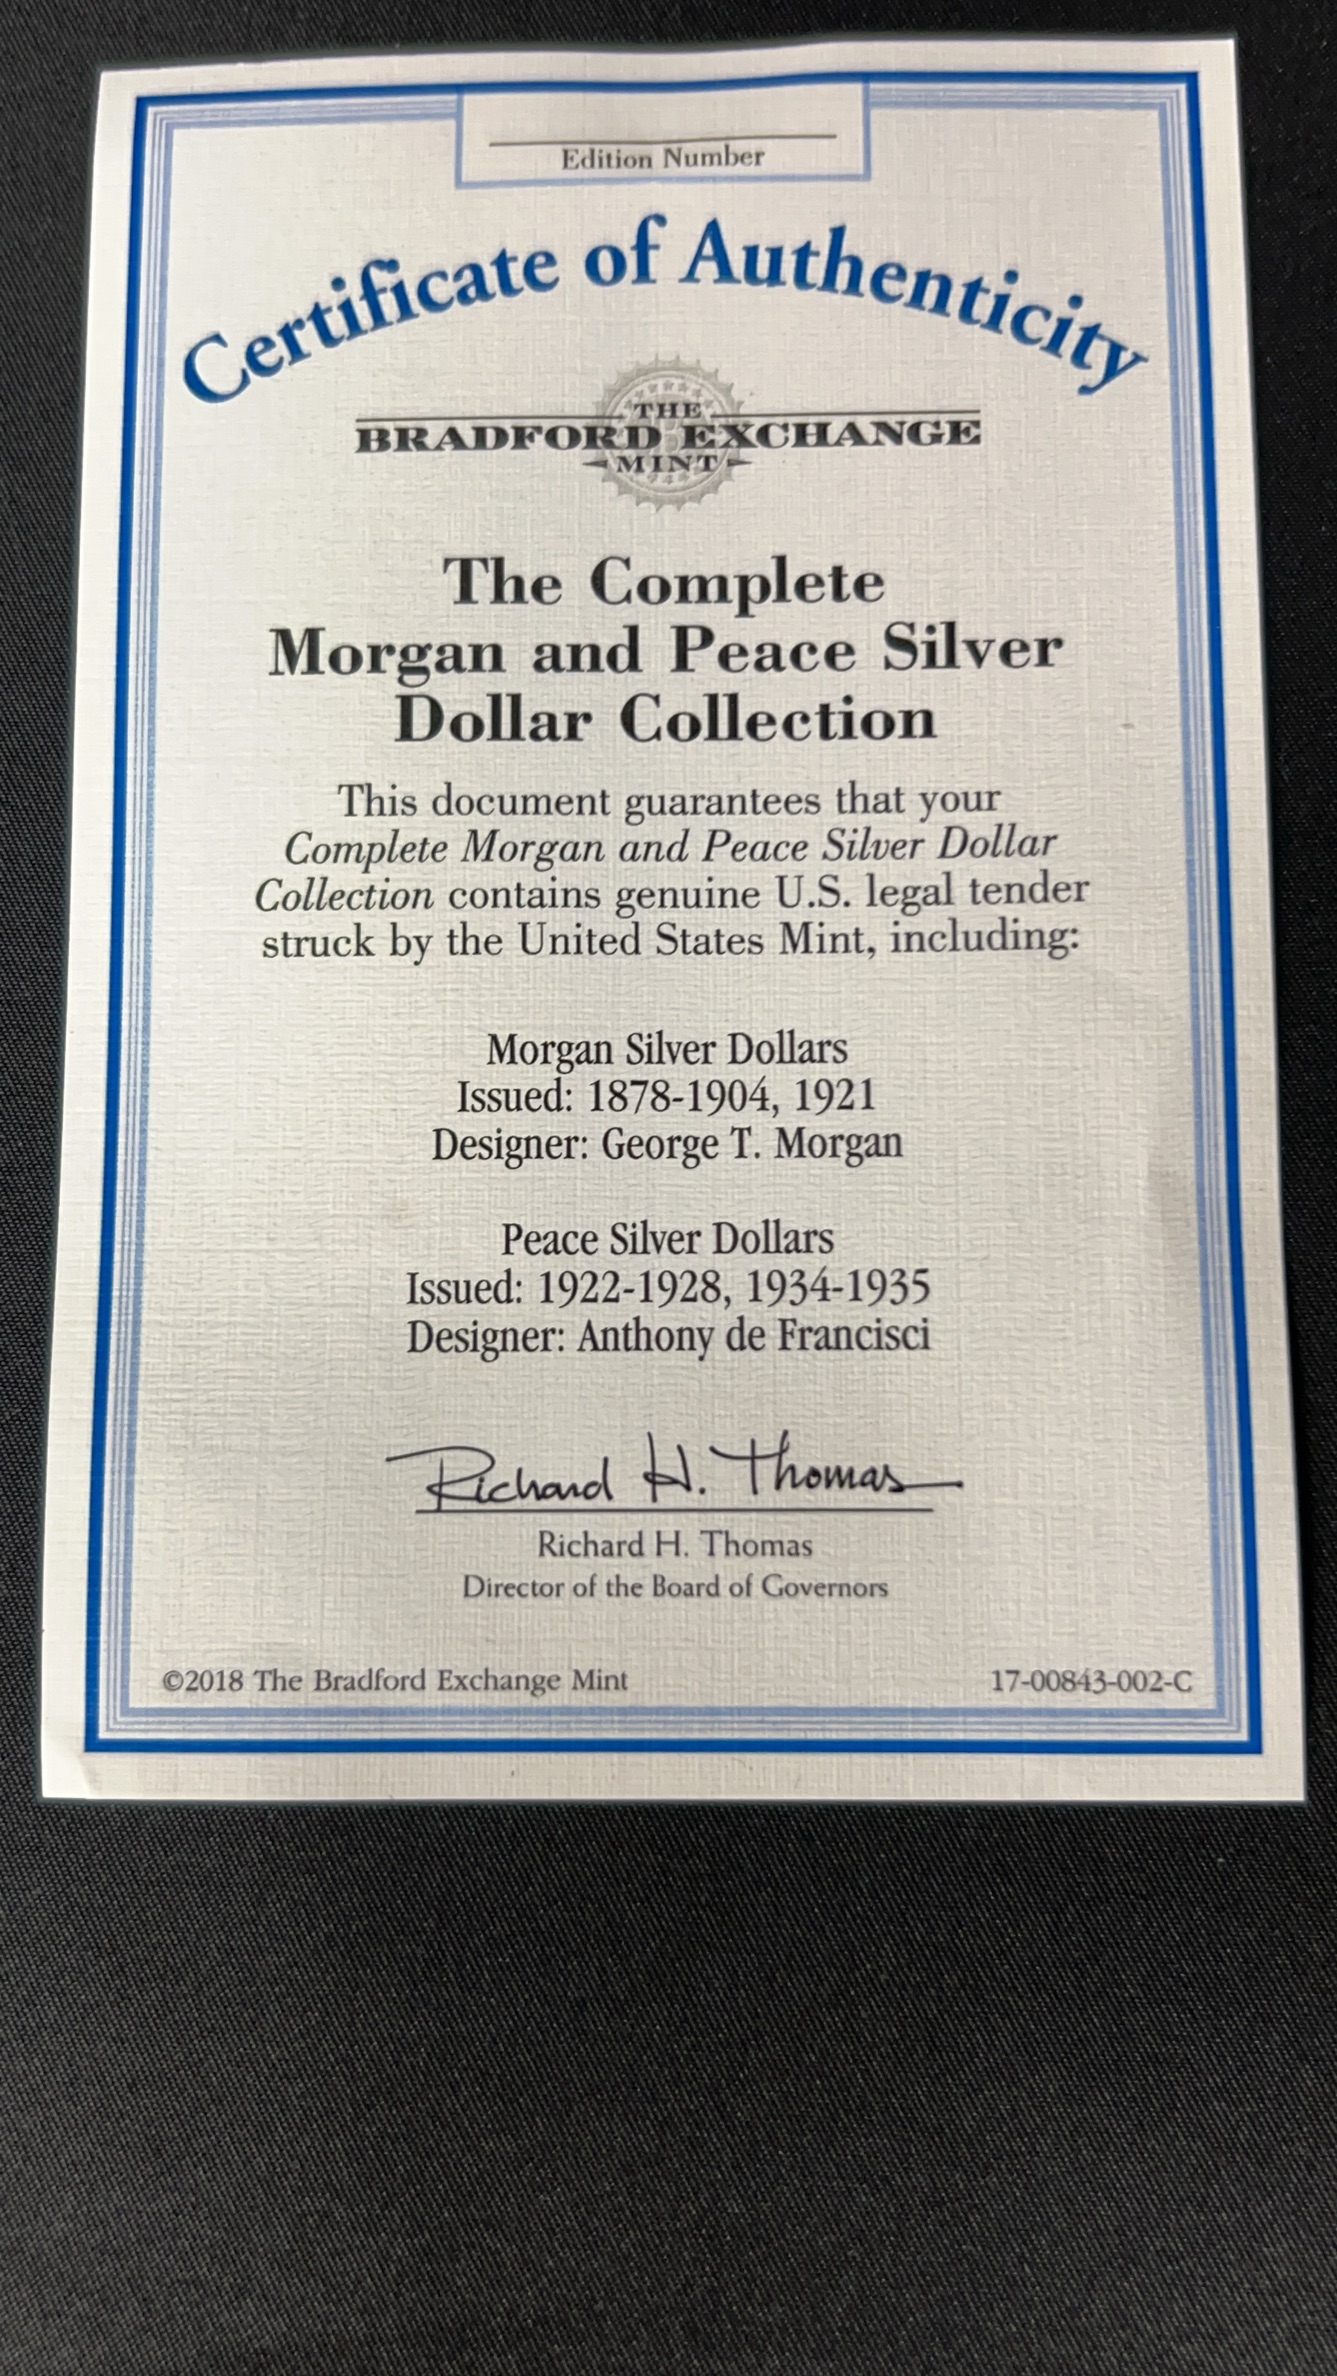 Edition Number
Certificate of Authenticity
THE
BRADFORD EXCHANGE
MINT
The Complete
Morgan and Peace Silver
Dollar Collection
This document guarantees that your
Complete Morgan and Peace Silver Dollar
Collection contains genuine U.S. legal tender
struck by the United States Mint, including:
Morgan Silver Dollars
Issued: 1878-1904, 1921
Designer: George T. Morgan
Peace Silver Dollars
Issued: 1922-1928, 1934-1935
Designer: Anthony de Francisci
Richard H. Thomas
Richard H. Thomas
Director of the Board of Governors
©2018 The Bradford Exchange Mint
17-00843-002-C